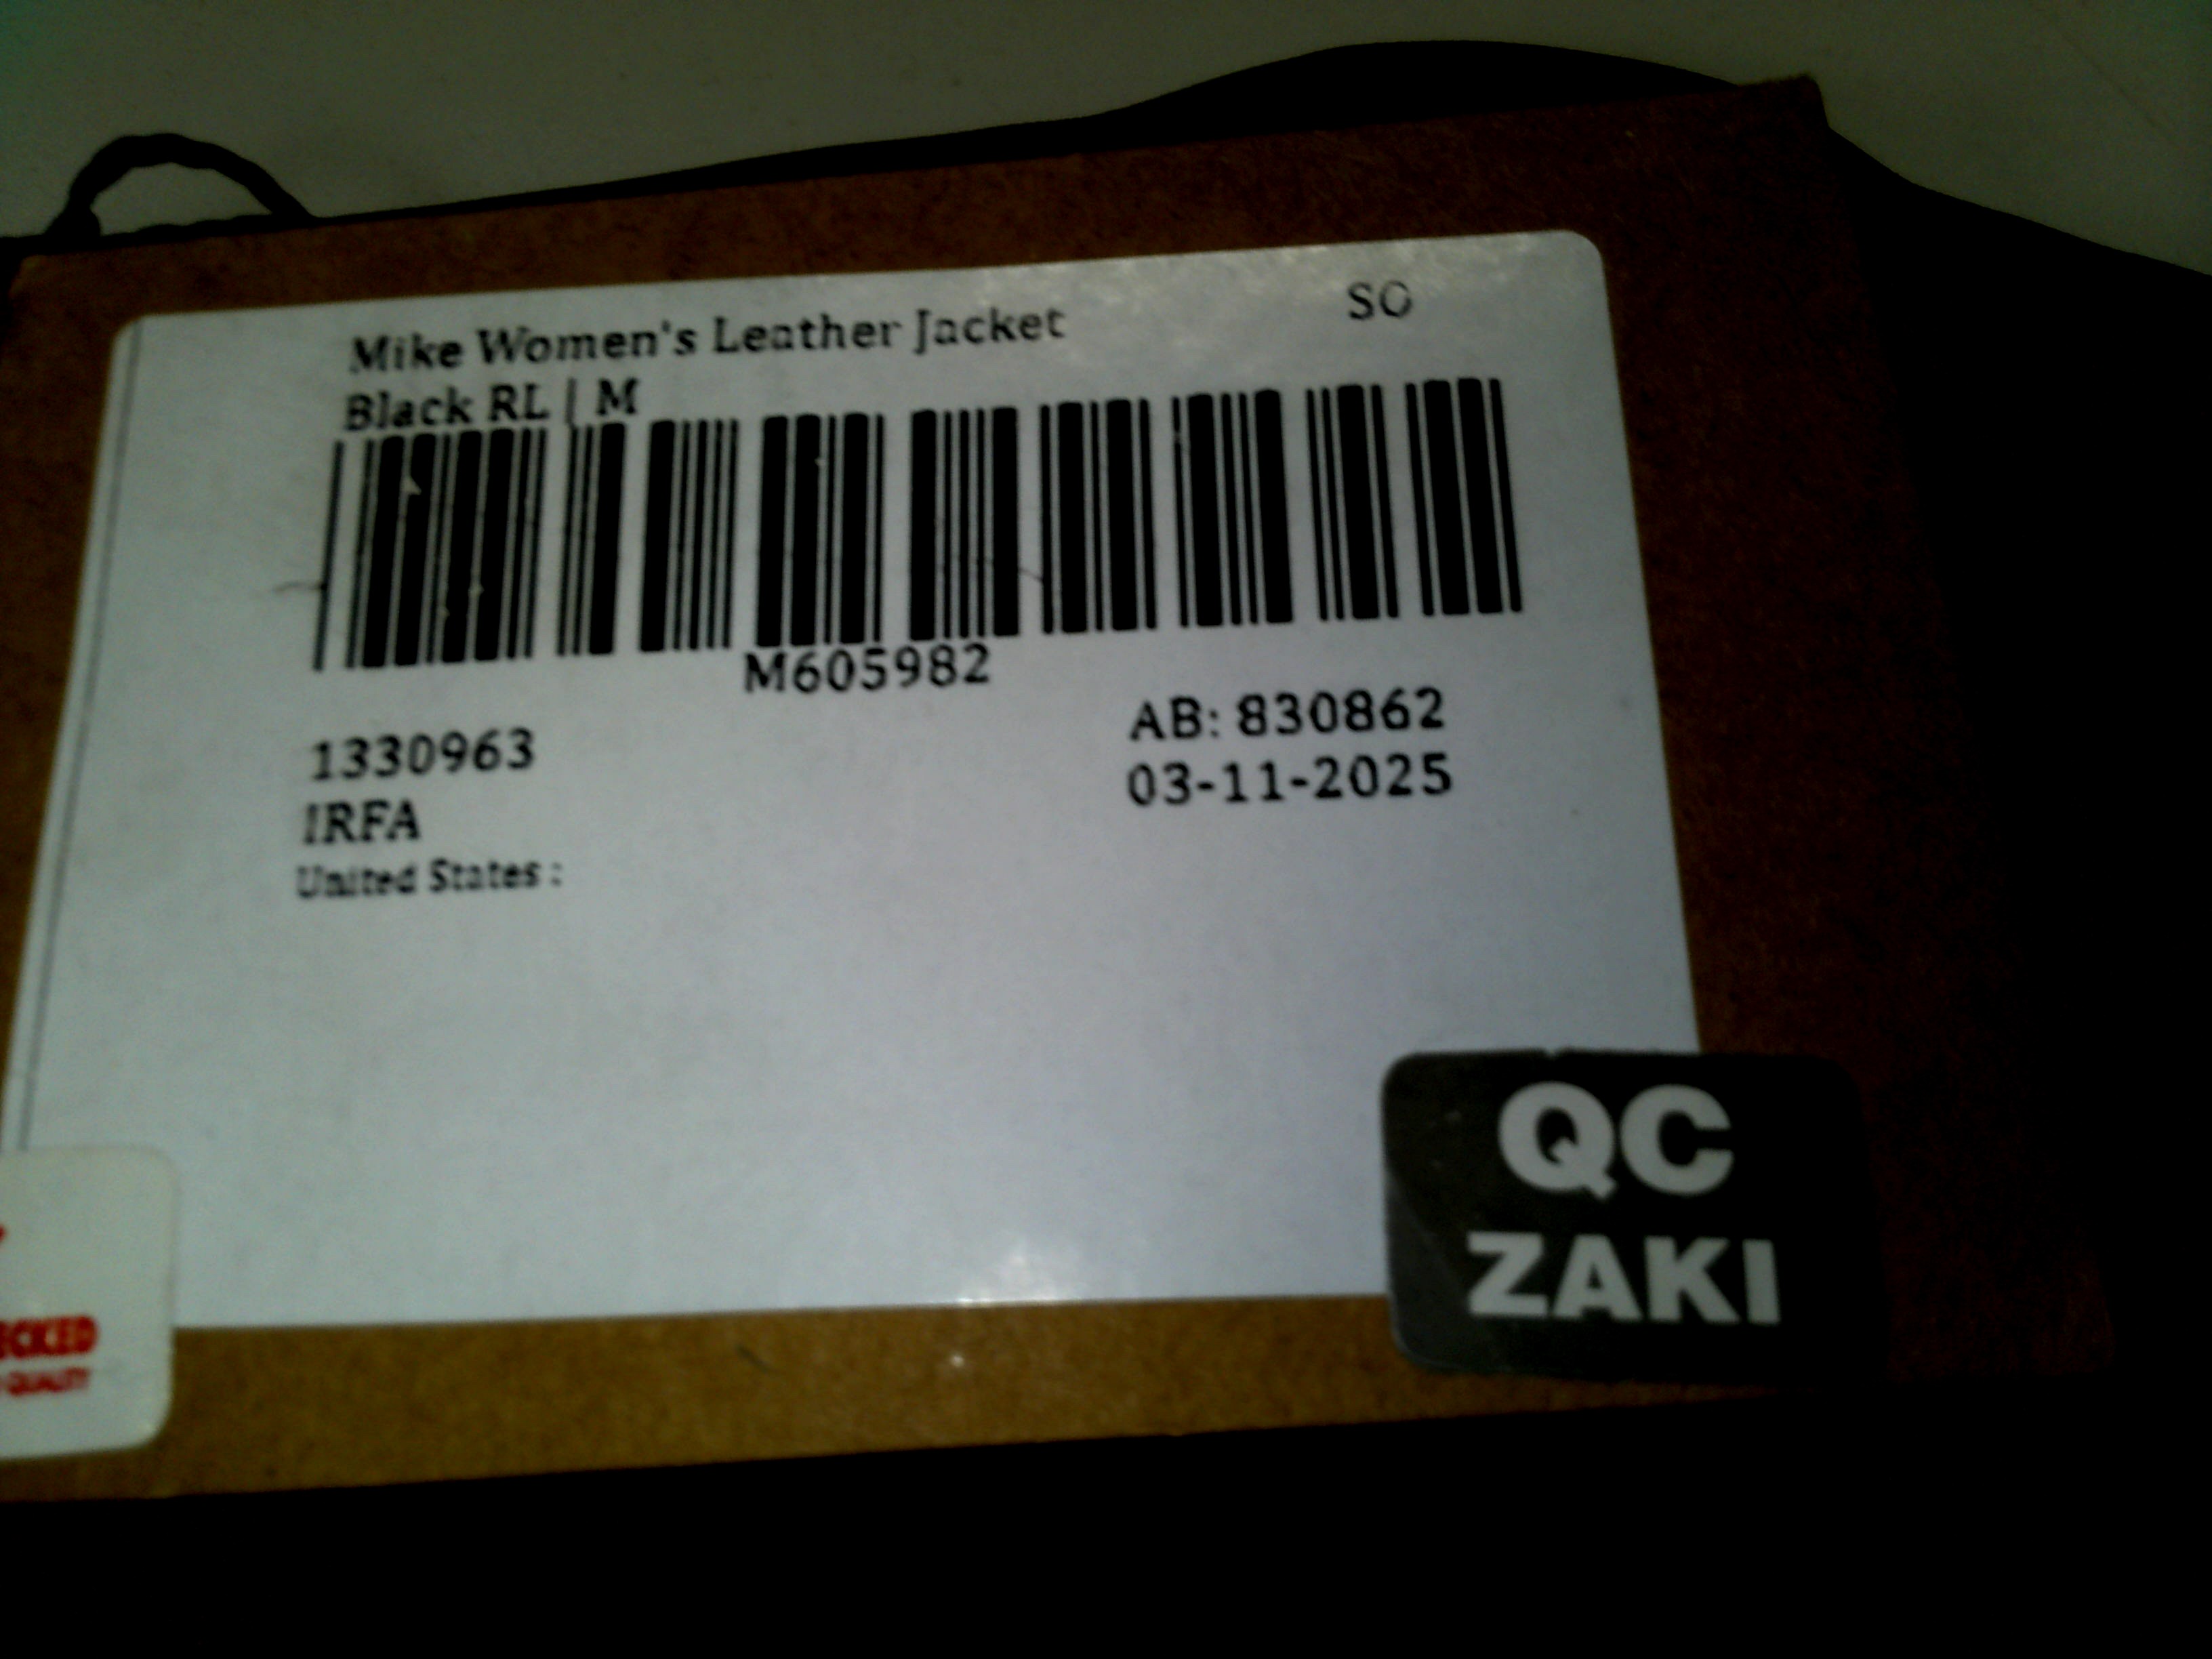 Mike Women's Leather Jacket
SO
Black RL | M
M605982
1330963
AB: 830862
IRFA
03-11-2025
United States :
QC
ZAKI
QUALITY